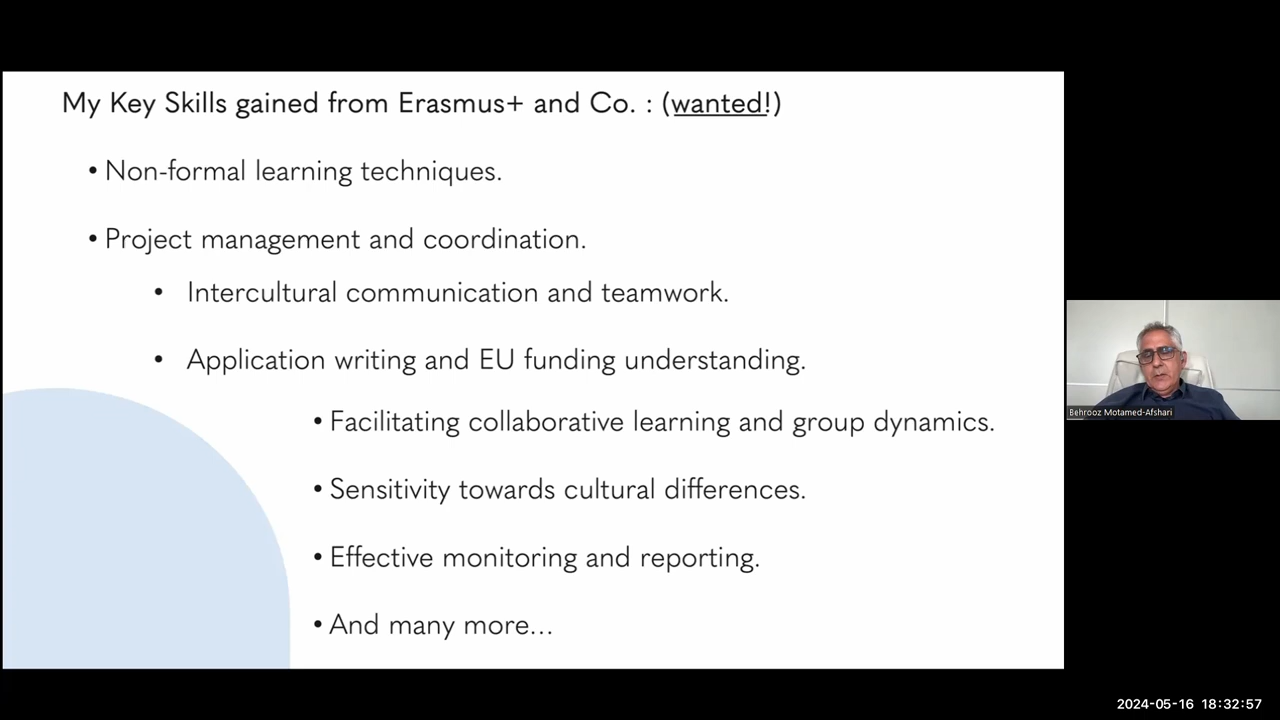 My Key Skills gained from Erasmus+ and Co. : (wanted!)
• Non-formal learning techniques.
• Project management and coordination.
• Intercultural communication and teamwork.
• Application writing and EU funding understanding.
• Facilitating collaborative learning and group dynamics.
• Sensitivity towards cultural differences.
• Effective monitoring and reporting.
• And many more...
Behrooz Motamed-Afshari
2024-05-16 18:32:57